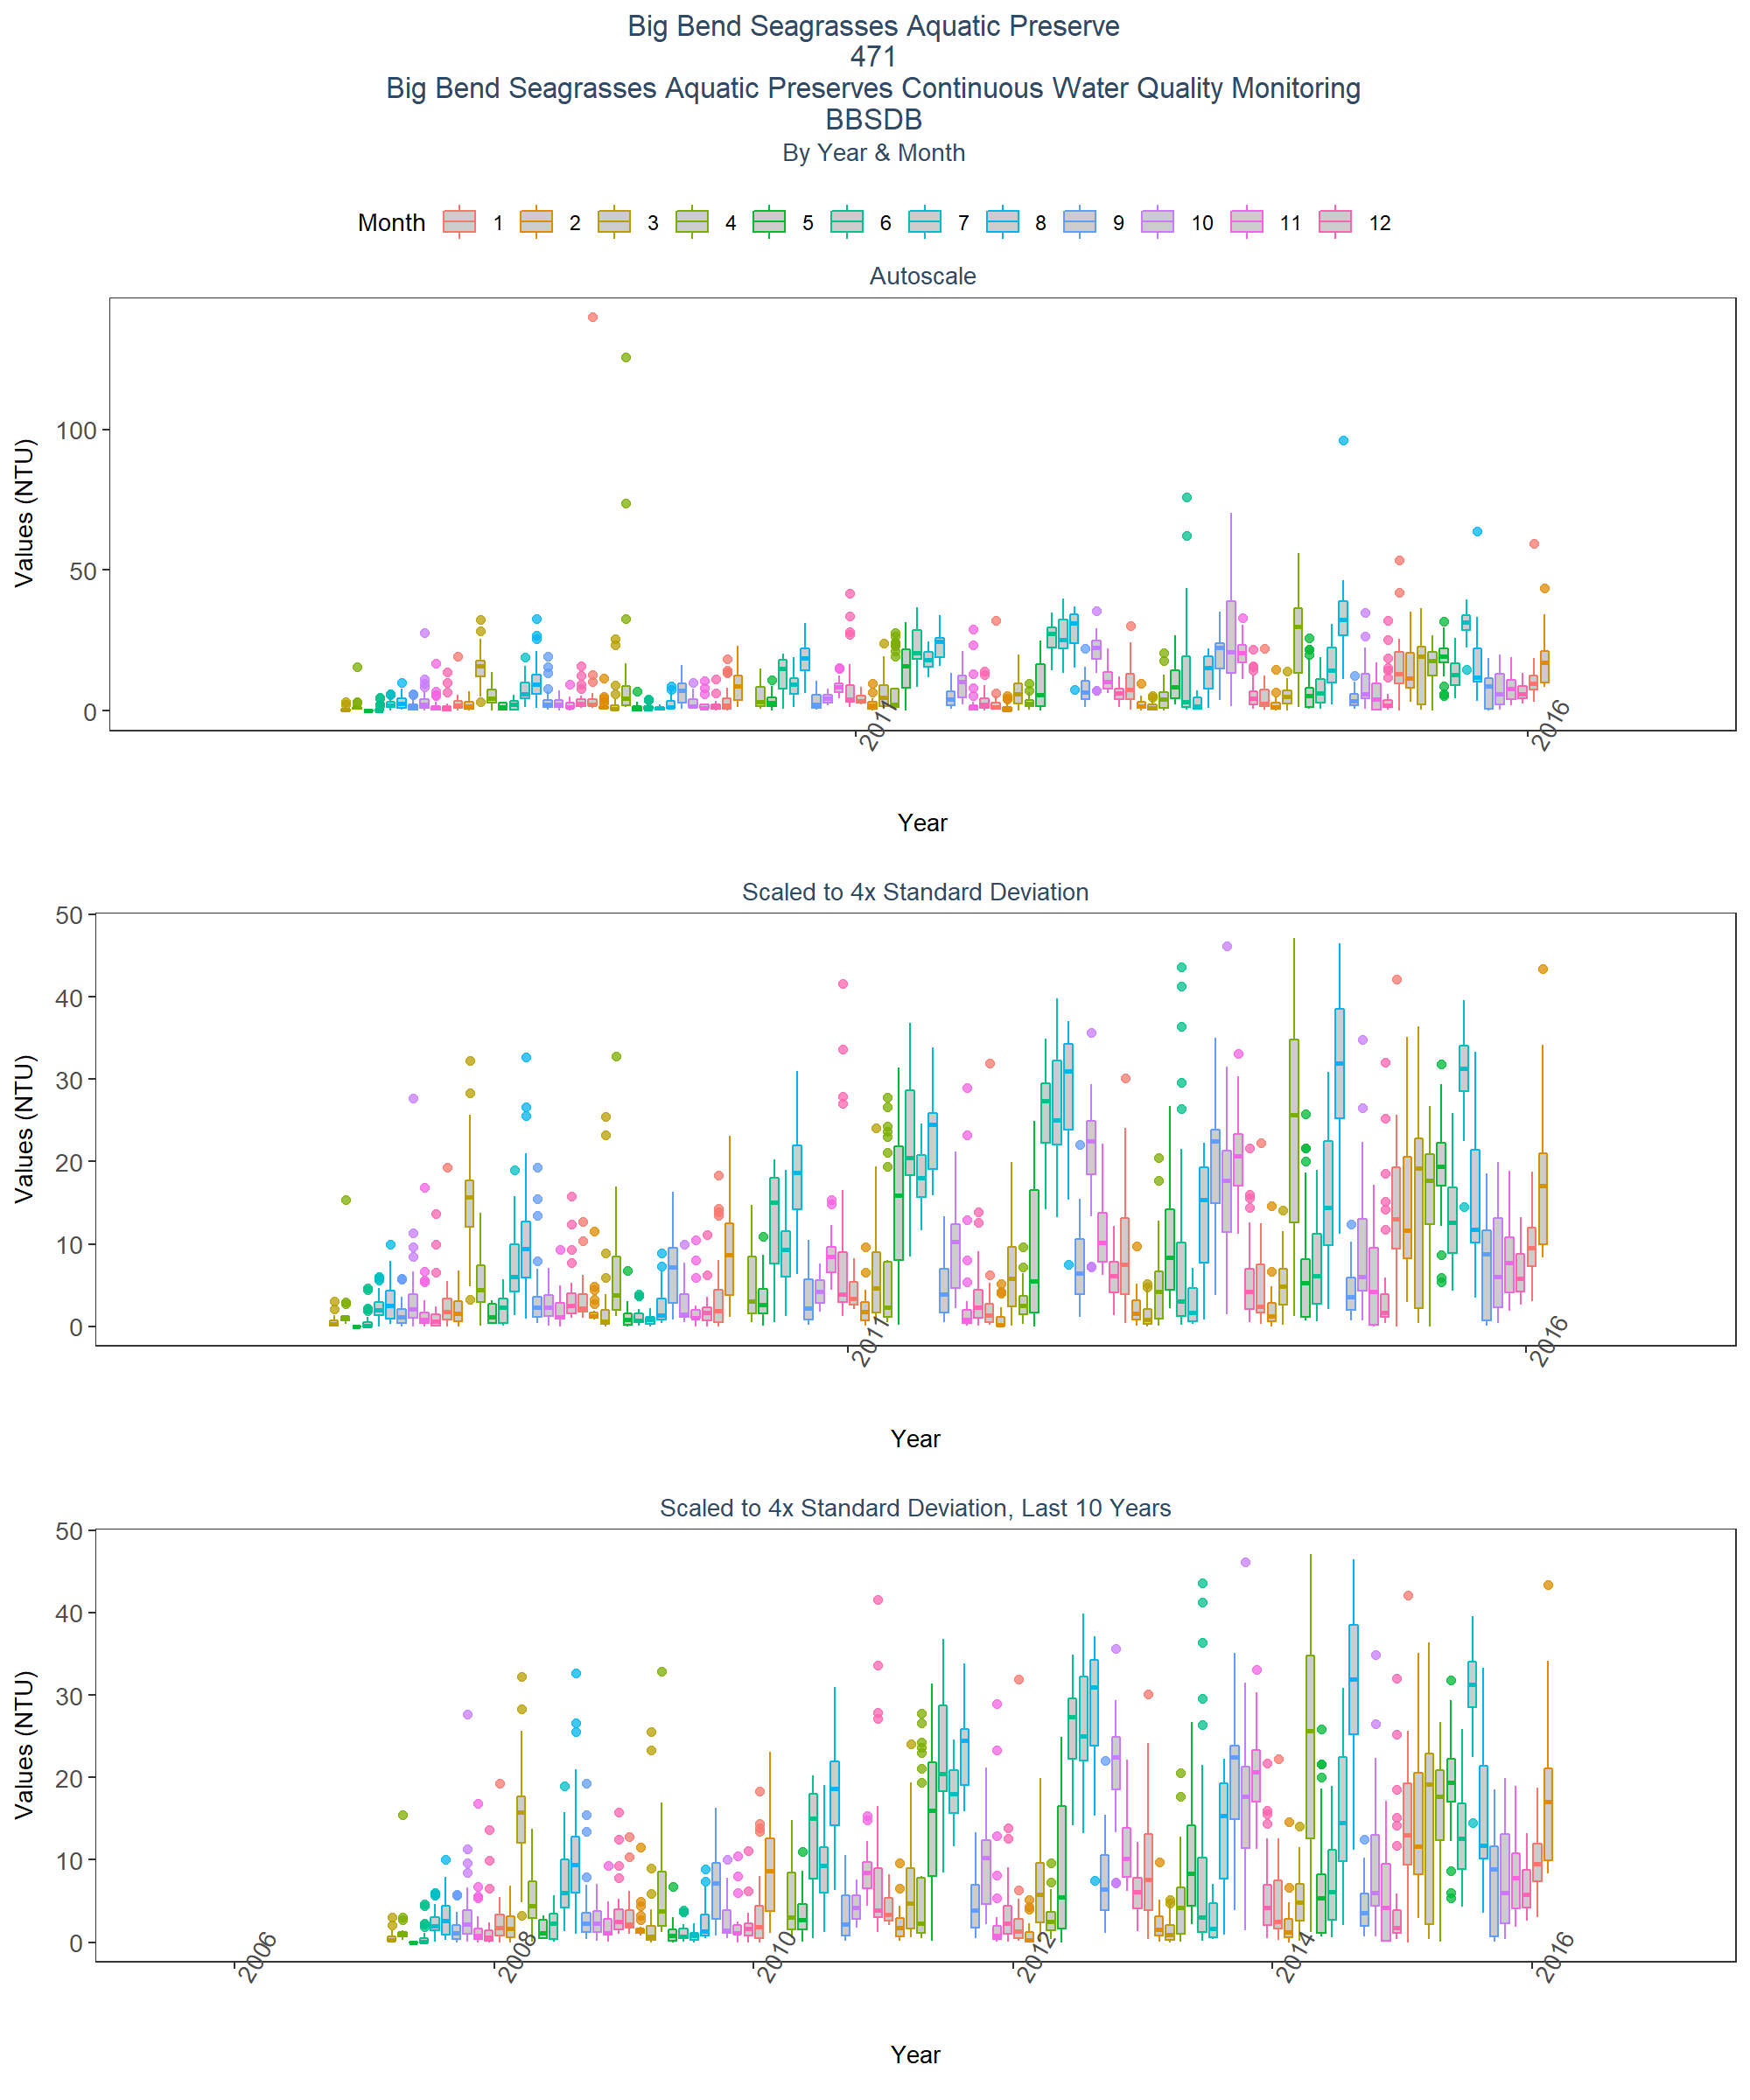 Big Bend Seagrasses Aquatic Preserve
471
Big Bend Seagrasses Aquatic Preserves Continuous Water Quality Monitoring
BBSDB
By Year & Month
Month 1 2 3 4 5 6 7 8 9 10 11 12
Autoscale
Values (NTU)
100
50
0
2011 2016
Year
Scaled to 4x Standard Deviation
Values (NTU)
50
40
30
20
10
0
2011 2016
Year
Scaled to 4x Standard Deviation, Last 10 Years
Values (NTU)
50
40
30
20
10
0
2006 2008 2010 2012 2014 2016
Year